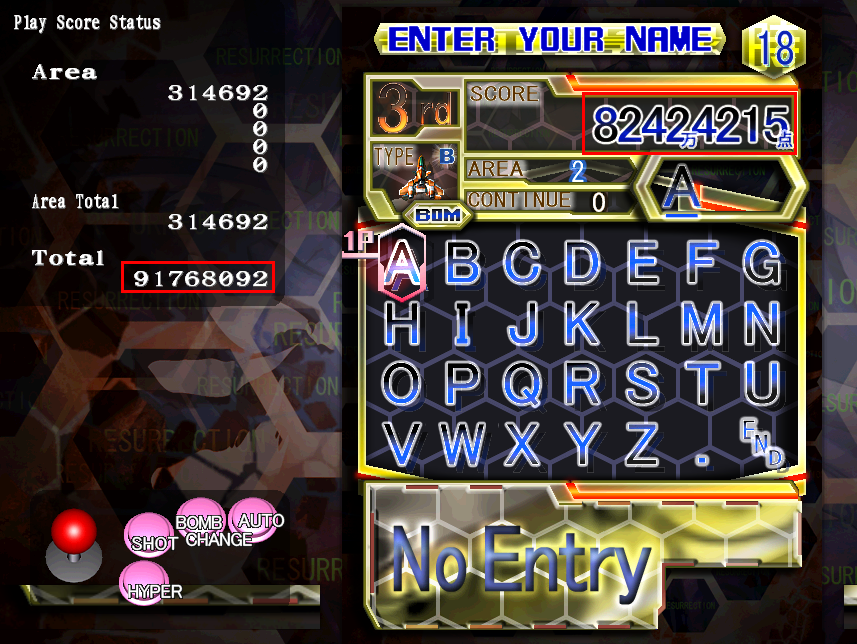 Play Score Status
Area
314692
0
0
0
0
Area Total
314692
Total
91768092
SHOT
BOMB
CHANGE
AUTO
HYPER
ENTER YOUR NAME
18
3rd
SCORE
82424215
万
点
TYPE B
AREA 2
CONTINUE 0
BOM
A
1P
A B C D E F G
H I J K L M N
O P Q R S T U
V W X Y Z . END
No Entry
RESURRECTION